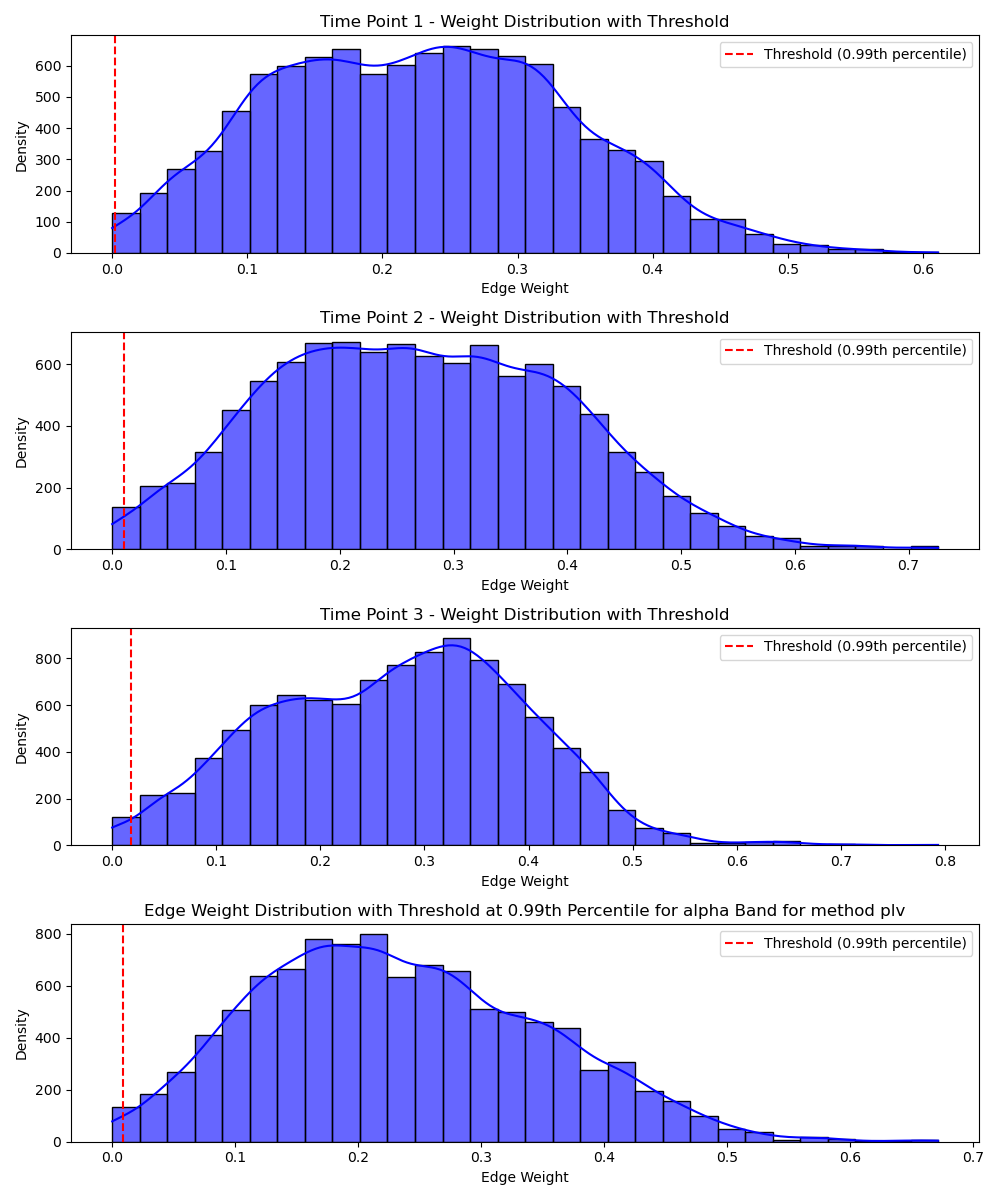 Time Point 1 - Weight Distribution with Threshold
Threshold (0.99th percentile)
Density
600
500
400
300
200
100
0
0.0 0.1 0.2 0.3 0.4 0.5 0.6
Edge Weight
Time Point 2 - Weight Distribution with Threshold
Threshold (0.99th percentile)
Density
600
400
200
0
0.0 0.1 0.2 0.3 0.4 0.5 0.6 0.7
Edge Weight
Time Point 3 - Weight Distribution with Threshold
Threshold (0.99th percentile)
Density
800
600
400
200
0
0.0 0.1 0.2 0.3 0.4 0.5 0.6 0.7 0.8
Edge Weight
Edge Weight Distribution with Threshold at 0.99th Percentile for alpha Band for method plv
Threshold (0.99th percentile)
Density
800
600
400
200
0
0.0 0.1 0.2 0.3 0.4 0.5 0.6 0.7
Edge Weight